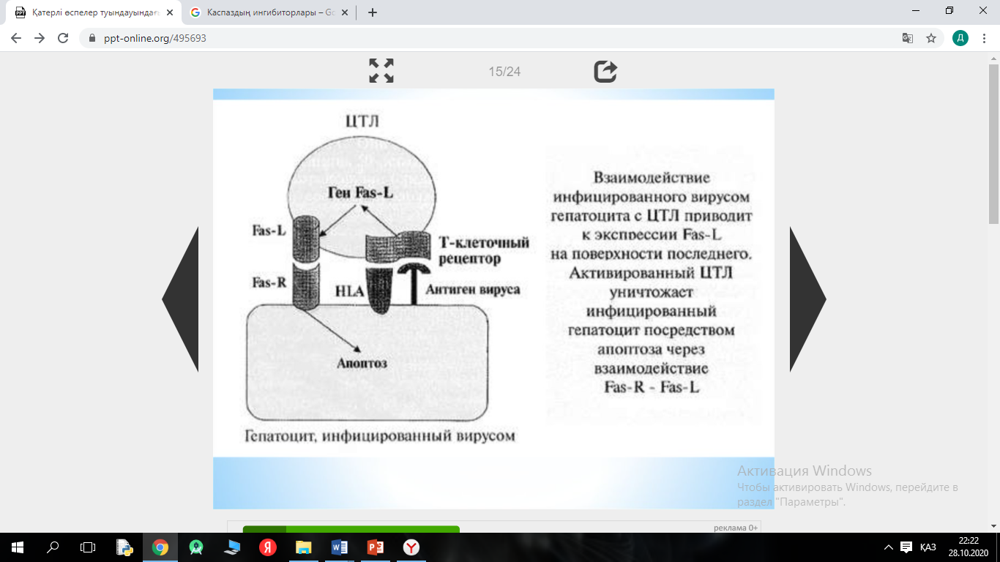 Қатерлі өспелер туындауындағ
Каспаздың ингибиторлары – Go
ppt-online.org/495693
Д
15/24
ЦТЛ
Ген Fas-L
Fas-L
Т-клеточный
рецептор
Fas-R
HLA
Антиген вируса
Апоптоз
Гепатоцит, инфицированный вирусом
Взаимодействие
инфицированного вирусом
гепатоцита с ЦТЛ приводит
к экспрессии Fas-L
на поверхности последнего.
Активированный ЦТЛ
уничтожает
инфицированный
гепатоцит посредством
апоптоза через
взаимодействие
Fas-R - Fas-L
Активация Windows
Чтобы активировать Windows, перейдите в
раздел "Параметры".
реклама 0+
ҚАЗ
22:22
28.10.2020